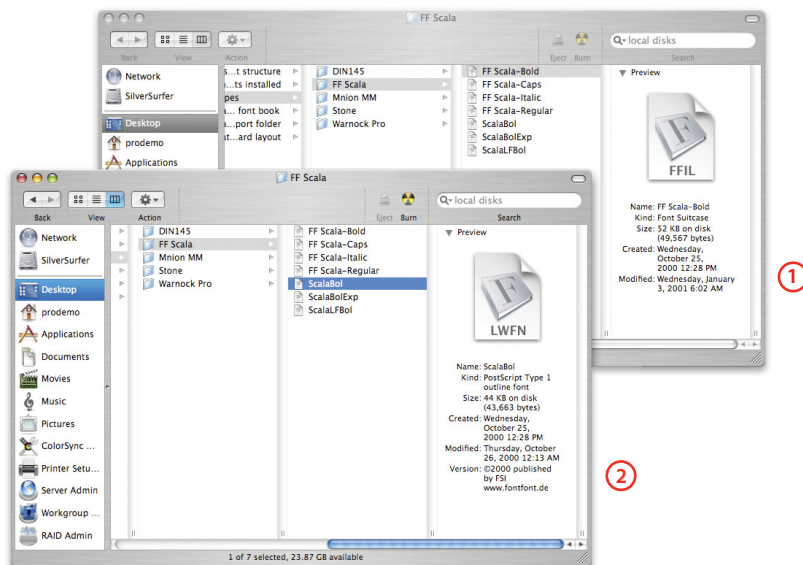 FF Scala
local disks
Back View Action Eject Burn Search
Network
SilverSurfer
Desktop
prodemo
Applications
s...t structure
...ts installed
pes
... font book
...port folder
at...ard layout
DIN145
FF Scala
Mnion MM
Stone
Warnock Pro
FF Scala-Bold
FF Scala-Caps
FF Scala-Italic
FF Scala-Regular
ScalaBol
ScalaBolExp
ScalaLFBol
Preview
FFIL
Name: FF Scala-Bold
Kind: Font Suitcase
Size: 52 KB on disk
(49,567 bytes)
Created: Wednesday,
October 25,
2000 12:28 PM
Modified: Wednesday, January
3, 2001 6:02 AM
1
FF Scala
local disks
Back View Action Eject Burn Search
Network
SilverSurfer
Desktop
prodemo
Applications
Documents
Movies
Music
Pictures
ColorSync ...
Printer Setu...
Server Admin
Workgroup ...
RAID Admin
DIN145
FF Scala
Mnion MM
Stone
Warnock Pro
FF Scala-Bold
FF Scala-Caps
FF Scala-Italic
FF Scala-Regular
ScalaBol
ScalaBolExp
ScalaLFBol
Preview
LWFN
Name: ScalaBol
Kind: PostScript Type 1
outline font
Size: 44 KB on disk
(43,663 bytes)
Created: Wednesday,
October 25,
2000 12:28 PM
Modified: Thursday, October
26, 2000 12:13 AM
Version: ©2000 published
by FSI
www.fontfont.de
2
1 of 7 selected, 23.87 GB available